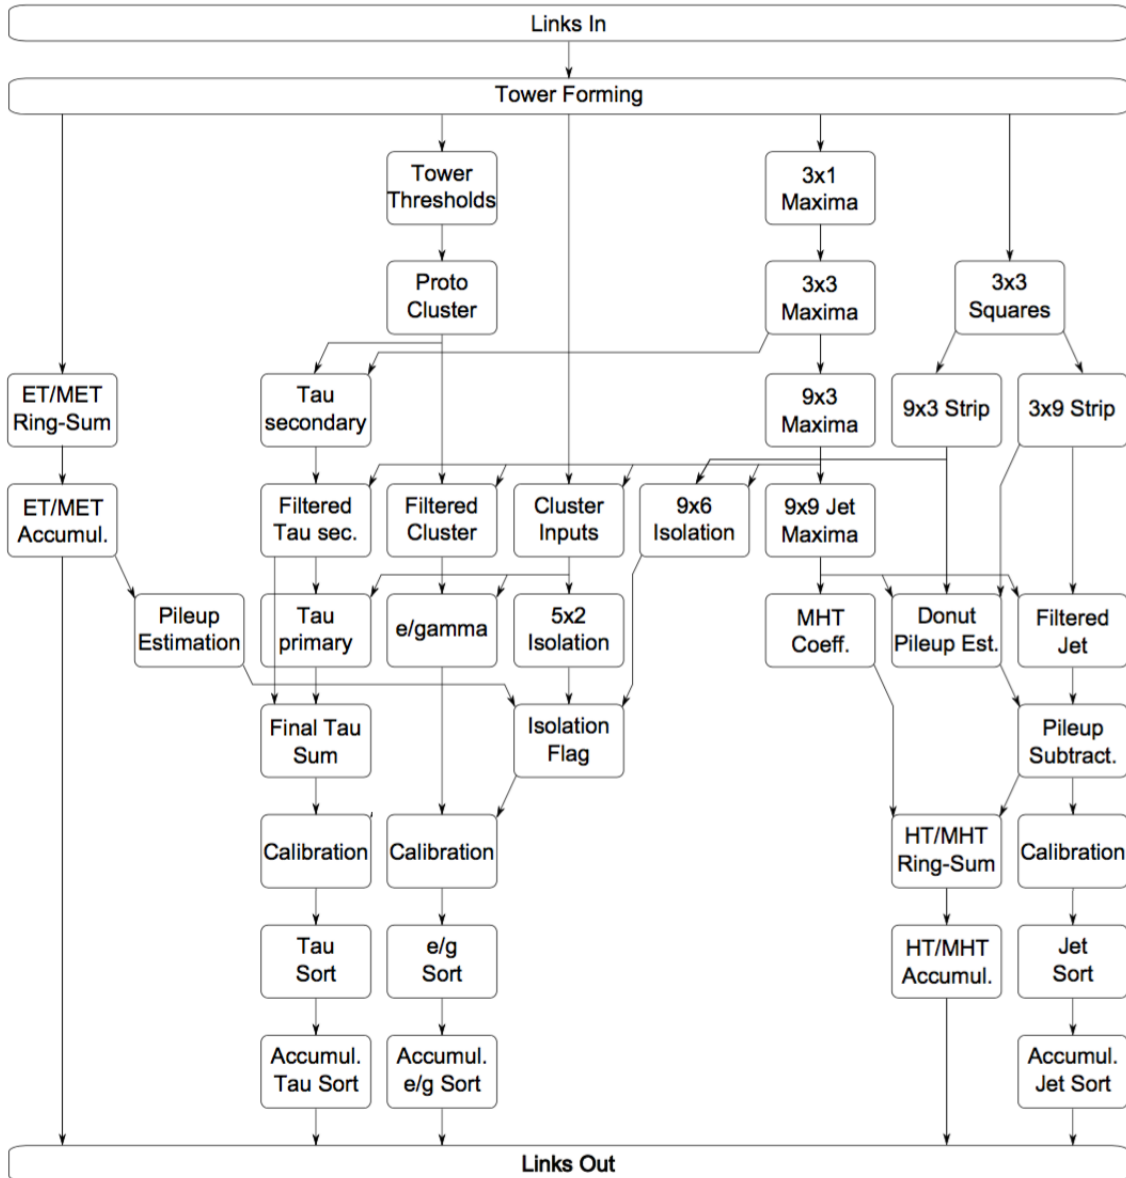 Links In
Tower Forming
Tower
Thresholds
3x1
Maxima
Proto
Cluster
3x3
Maxima
3x3
Squares
ET/MET
Ring-Sum
Tau
secondary
9x3
Maxima
9x3 Strip
3x9 Strip
ET/MET
Accumul.
Filtered
Tau sec.
Filtered
Cluster
Cluster
Inputs
9x6
Isolation
9x9 Jet
Maxima
Pileup
Estimation
Tau
primary
e/gamma
5x2
Isolation
MHT
Coeff.
Donut
Pileup Est.
Filtered
Jet
Final Tau
Sum
Isolation
Flag
Pileup
Subtract.
Calibration
Calibration
HT/MHT
Ring-Sum
Calibration
Tau
Sort
e/g
Sort
HT/MHT
Accumul.
Jet
Sort
Accumul.
Tau Sort
Accumul.
e/g Sort
Accumul.
Jet Sort
Links Out